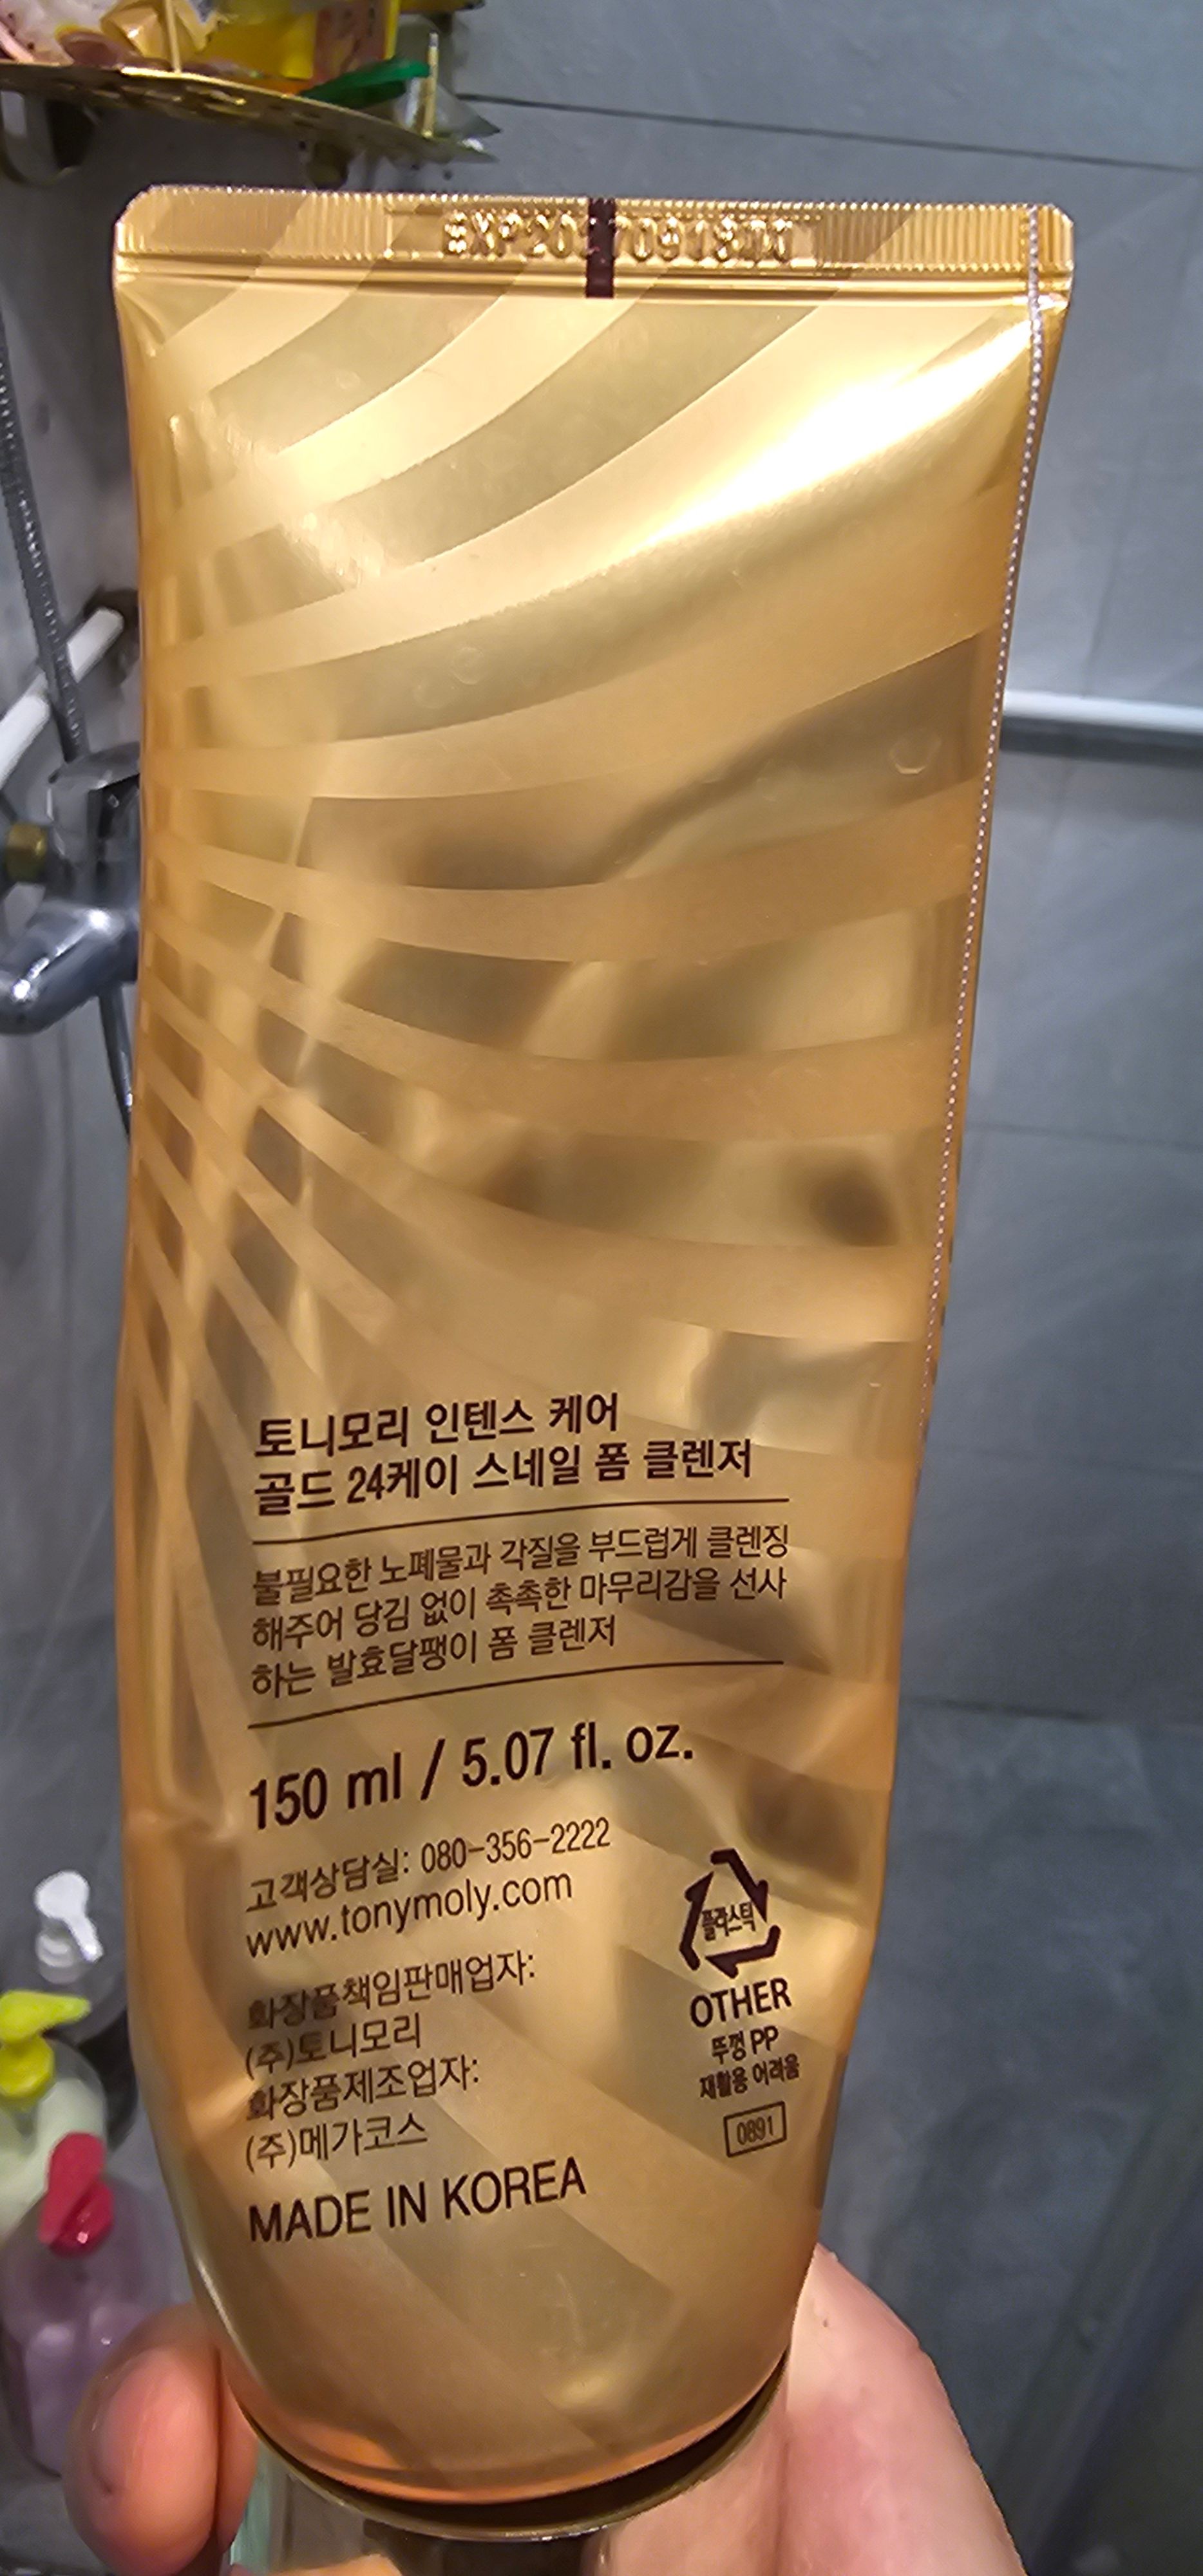 토니모리 인텐스 케어
골드 24케이 스네일 폼 클렌저
불필요한 노폐물과 각질을 부드럽게 클렌징
해주어 당김 없이 촉촉한 마무리감을 선사
하는 발효달팽이 폼 클렌저
150 ml / 5.07 fl. oz.
고객상담실: 080-356-2222
www.tonymoly.com
화장품책임판매업자:
(주)토니모리
화장품제조업자:
(주)메가코스
MADE IN KOREA
플라스틱
OTHER
뚜껑 PP
재활용 어려움
0891